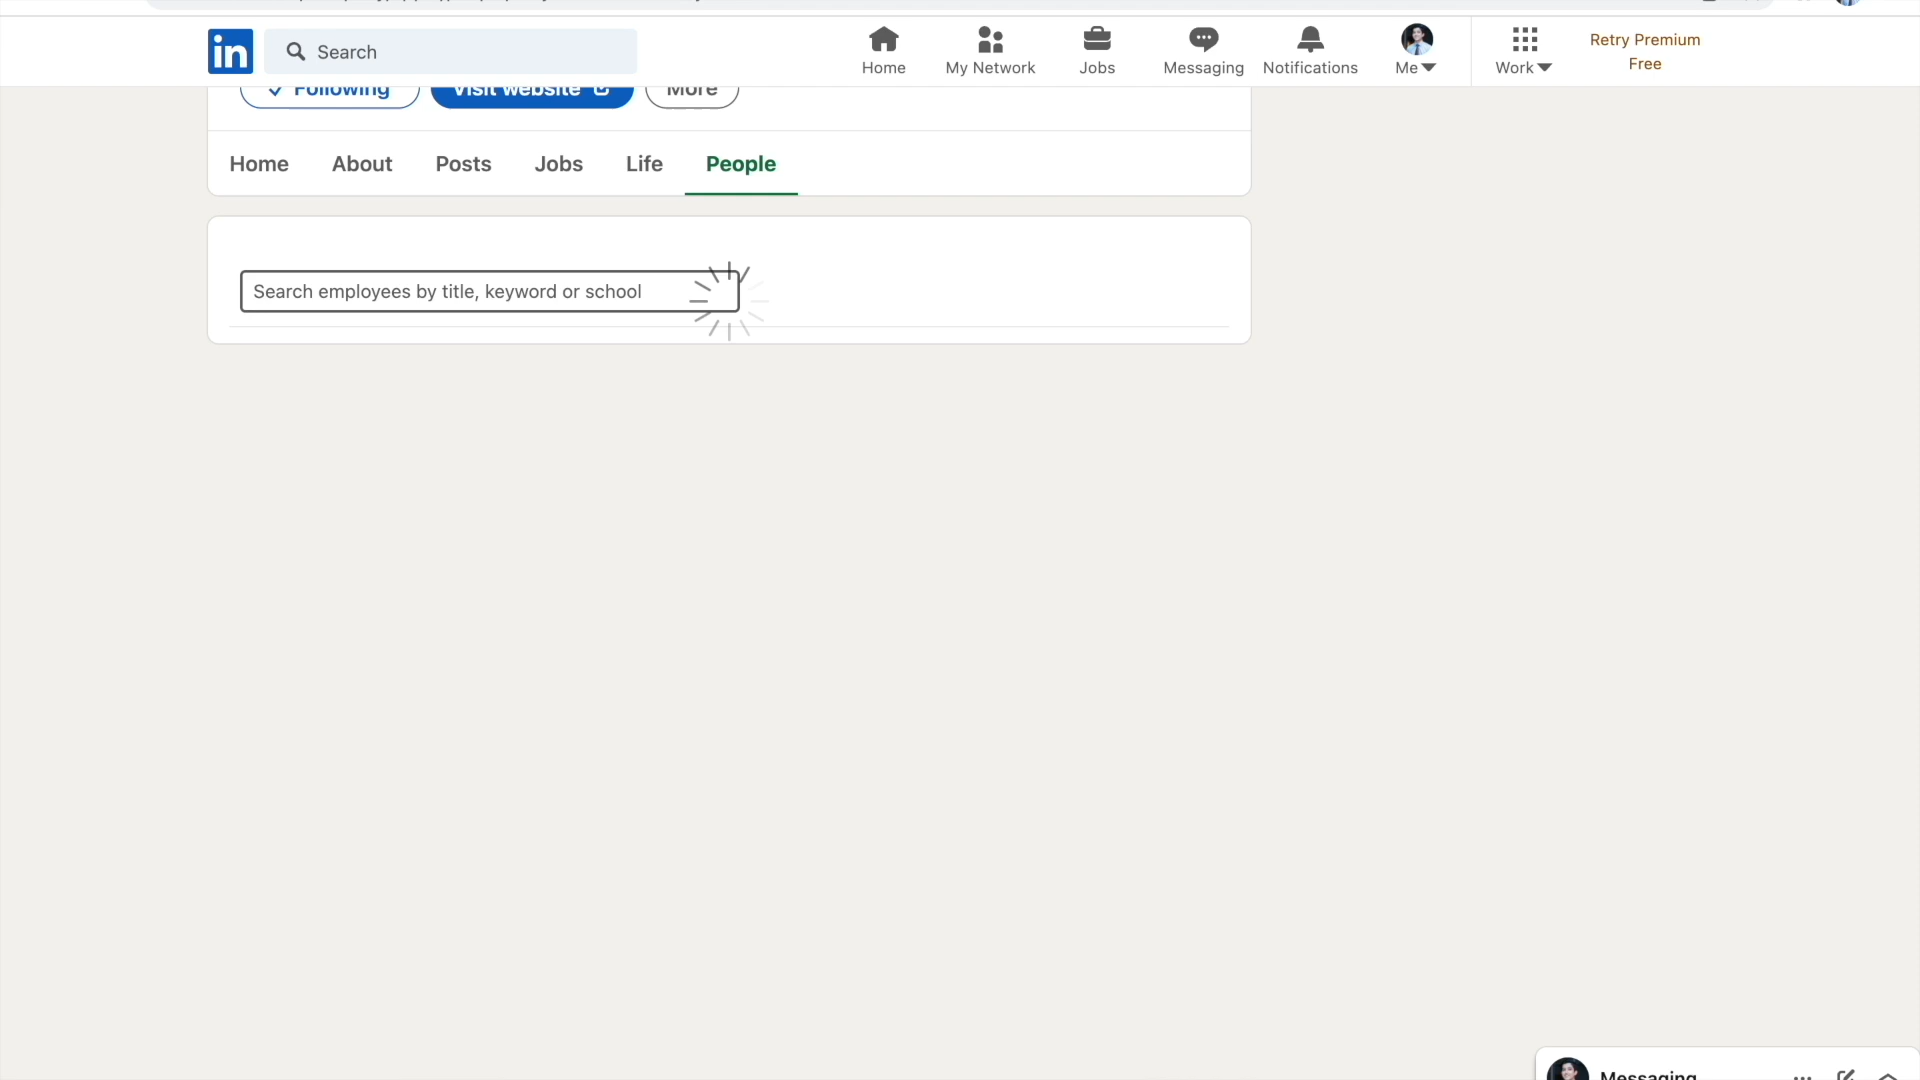 in
Search
Home
My Network
Jobs
Messaging
Notifications
Me
Work
Retry Premium
Free
Following
Visit website
More
Home
About
Posts
Jobs
Life
People
Search employees by title, keyword or school
Messaging